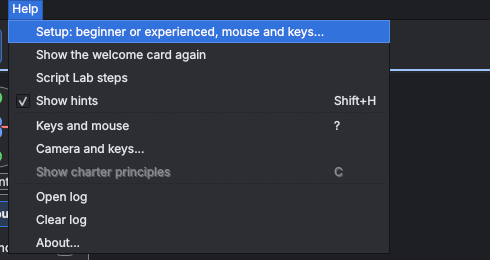 Help
Setup: beginner or experienced, mouse and keys...
Show the welcome card again
Script Lab steps
Show hints Shift+H
Keys and mouse ?
Camera and keys...
Show charter principles C
Open log
Clear log
About...